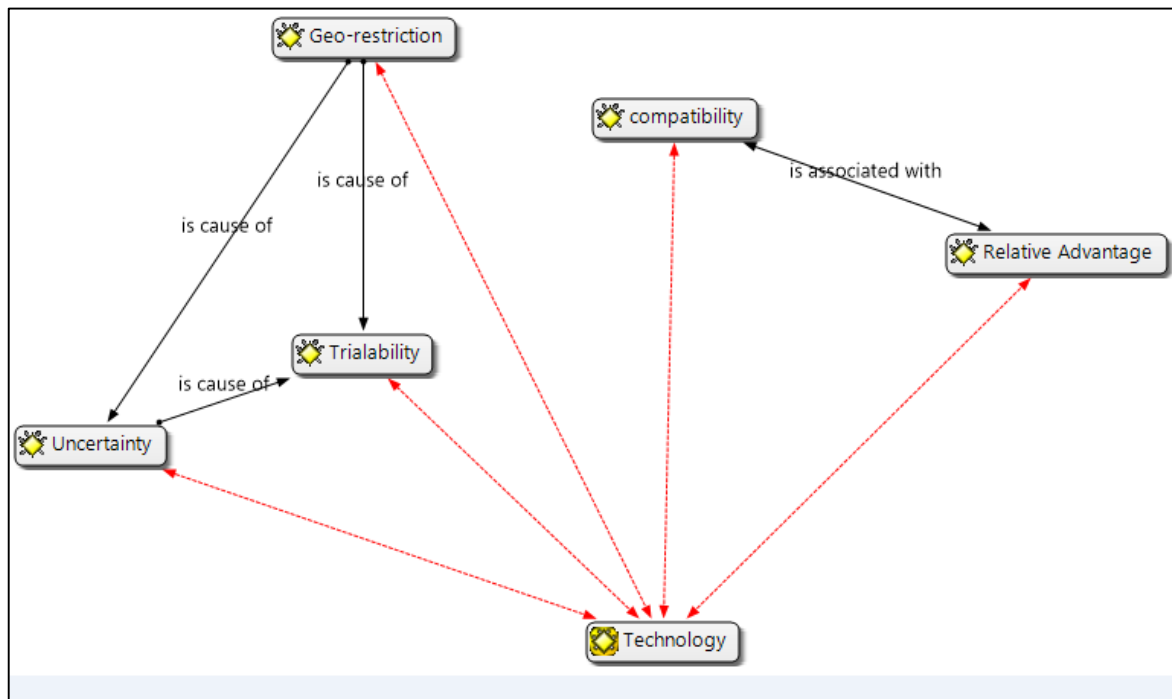 Geo-restriction
compatibility
is associated with
is cause of
is cause of
Relative Advantage
Trialability
is cause of
Uncertainty
Technology